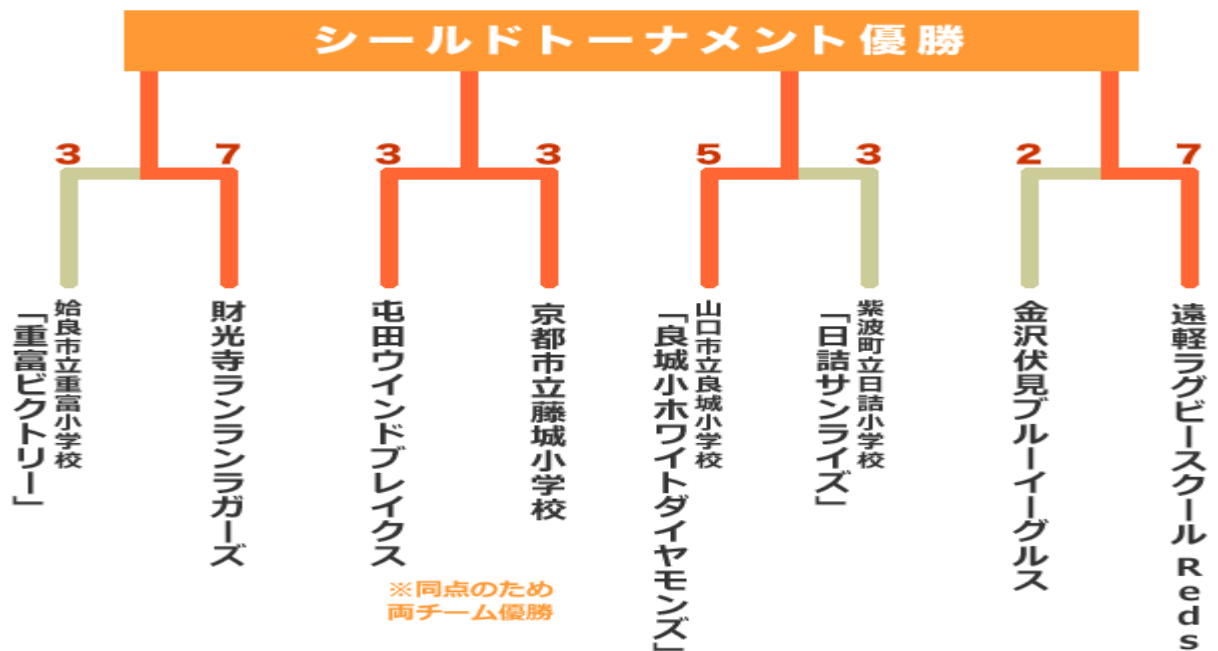 シールドトーナメント優勝
3
7
3
3
5
3
2
7
姶良市立重富小学校
「重富ビクトリー」
財光寺ランランラガーズ
屯田ウインドブレイクス
京都市立藤城小学校
山口市立良城小学校
「良城小ホワイトダイヤモンズ」
紫波町立日詰小学校
「日詰サンライズ」
金沢伏見ブルーイーグルス
遠軽ラグビースクール Reds
※同点のため
両チーム優勝